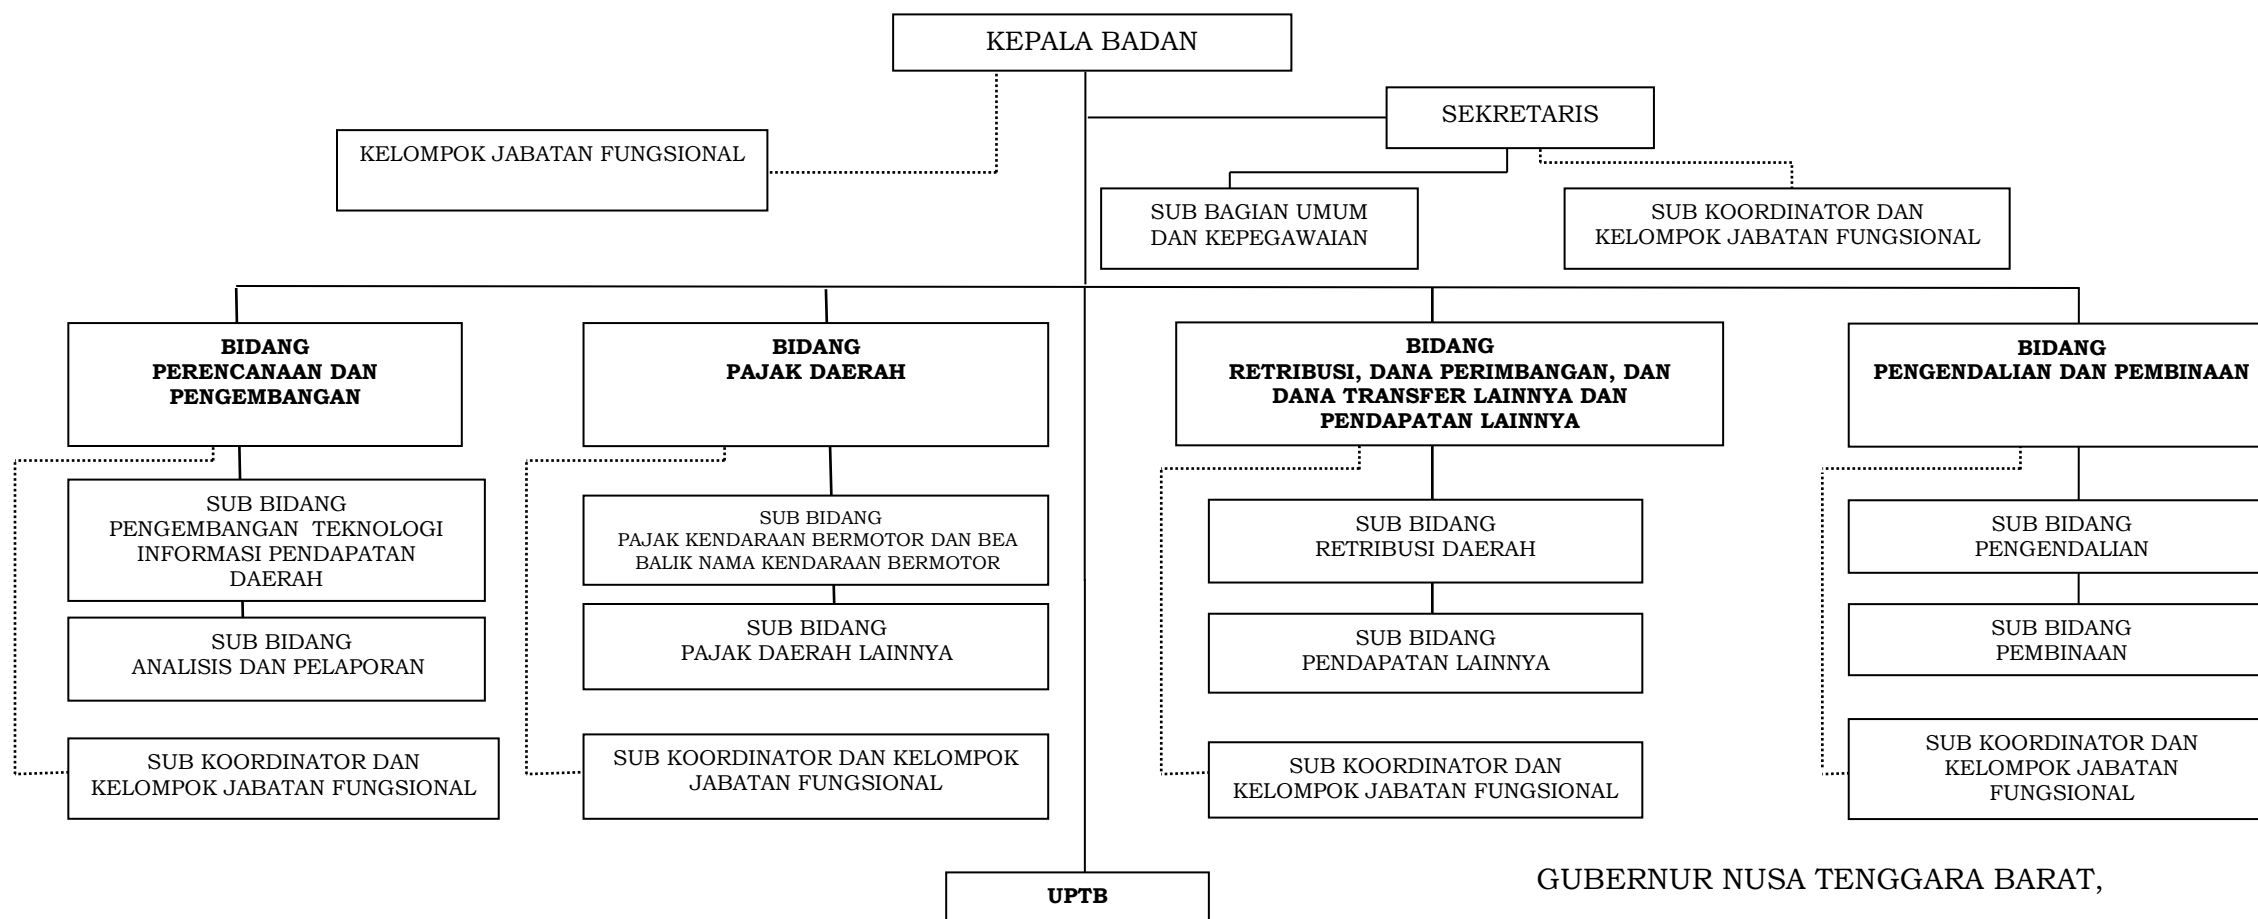 KEPALA BADAN
SEKRETARIS
KELOMPOK JABATAN FUNGSIONAL
SUB BAGIAN UMUM
DAN KEPEGAWAIAN
SUB KOORDINATOR DAN
KELOMPOK JABATAN FUNGSIONAL
BIDANG
PERENCANAAN DAN
PENGEMBANGAN
BIDANG
PAJAK DAERAH
BIDANG
RETRIBUSI, DANA PERIMBANGAN, DAN
DANA TRANSFER LAINNYA DAN
PENDAPATAN LAINNYA
BIDANG
PENGENDALIAN DAN PEMBINAAN
SUB BIDANG
PENGEMBANGAN TEKNOLOGI
INFORMASI PENDAPATAN
DAERAH
SUB BIDANG
PAJAK KENDARAAN BERMOTOR DAN BEA
BALIK NAMA KENDARAAN BERMOTOR
SUB BIDANG
RETRIBUSI DAERAH
SUB BIDANG
PENGENDALIAN
SUB BIDANG
ANALISIS DAN PELAPORAN
SUB BIDANG
PAJAK DAERAH LAINNYA
SUB BIDANG
PENDAPATAN LAINNYA
SUB BIDANG
PEMBINAAN
SUB KOORDINATOR DAN
KELOMPOK JABATAN FUNGSIONAL
SUB KOORDINATOR DAN KELOMPOK
JABATAN FUNGSIONAL
SUB KOORDINATOR DAN
KELOMPOK JABATAN FUNGSIONAL
SUB KOORDINATOR DAN
KELOMPOK JABATAN
FUNGSIONAL
UPTB
GUBERNUR NUSA TENGGARA BARAT,